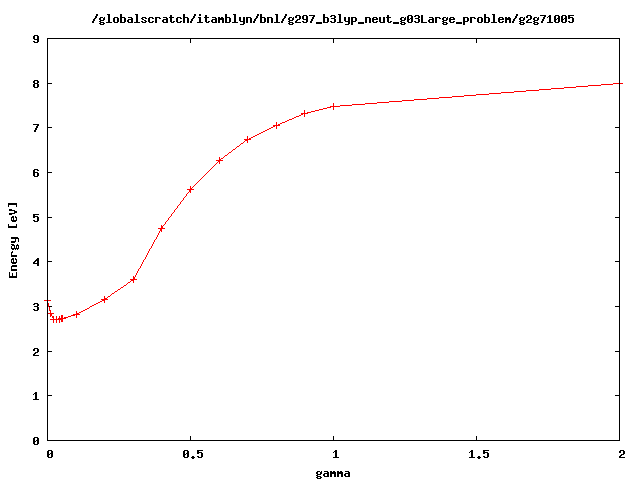 /globalscratch/itamblyn/bnl/g297_b3lyp_neut_g03Large_problem/g2g71005
9
8
7
6
5
4
3
2
1
0
Energy [eV]
0 0.5 1 1.5 2
gamma